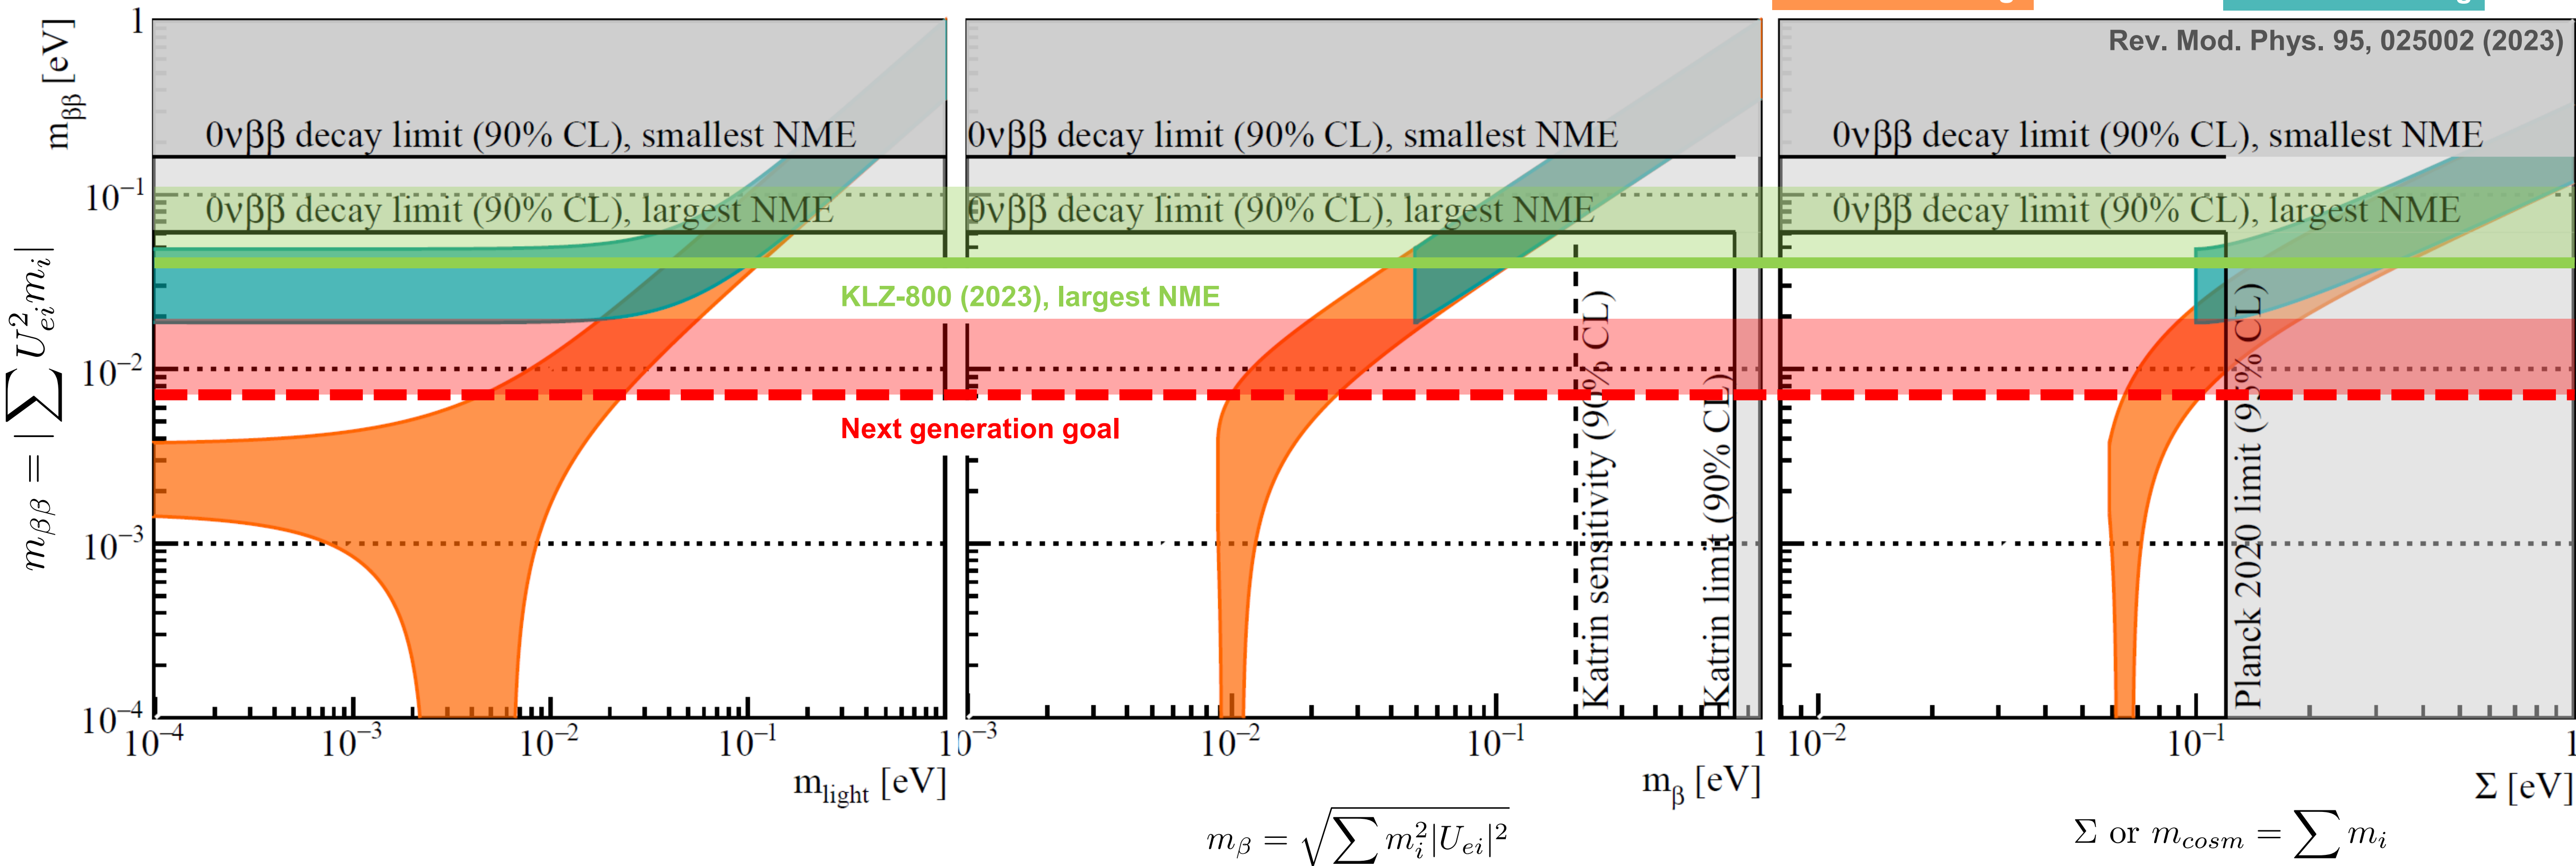 Rev. Mod. Phys. 95, 025002 (2023)
m_ββ [eV]
m_ββ = | ∑ U²_ei m_i |
1
10⁻¹
10⁻²
10⁻³
10⁻⁴
0νββ decay limit (90% CL), smallest NME
0νββ decay limit (90% CL), smallest NME
0νββ decay limit (90% CL), smallest NME
0νββ decay limit (90% CL), largest NME
0νββ decay limit (90% CL), largest NME
0νββ decay limit (90% CL), largest NME
KLZ-800 (2023), largest NME
Next generation goal
Katrin sensitivity (90% CL)
Katrin limit (90% CL)
Planck 2020 limit (95% CL)
10⁻⁴ 10⁻³ 10⁻² 10⁻¹ 1
10⁻³ 10⁻² 10⁻¹ 1
10⁻² 10⁻¹ 1
m_light [eV]
m_β [eV]
Σ [eV]
m_β = √∑ m_i²|U_ei|²
Σ or m_cosm = ∑ m_i